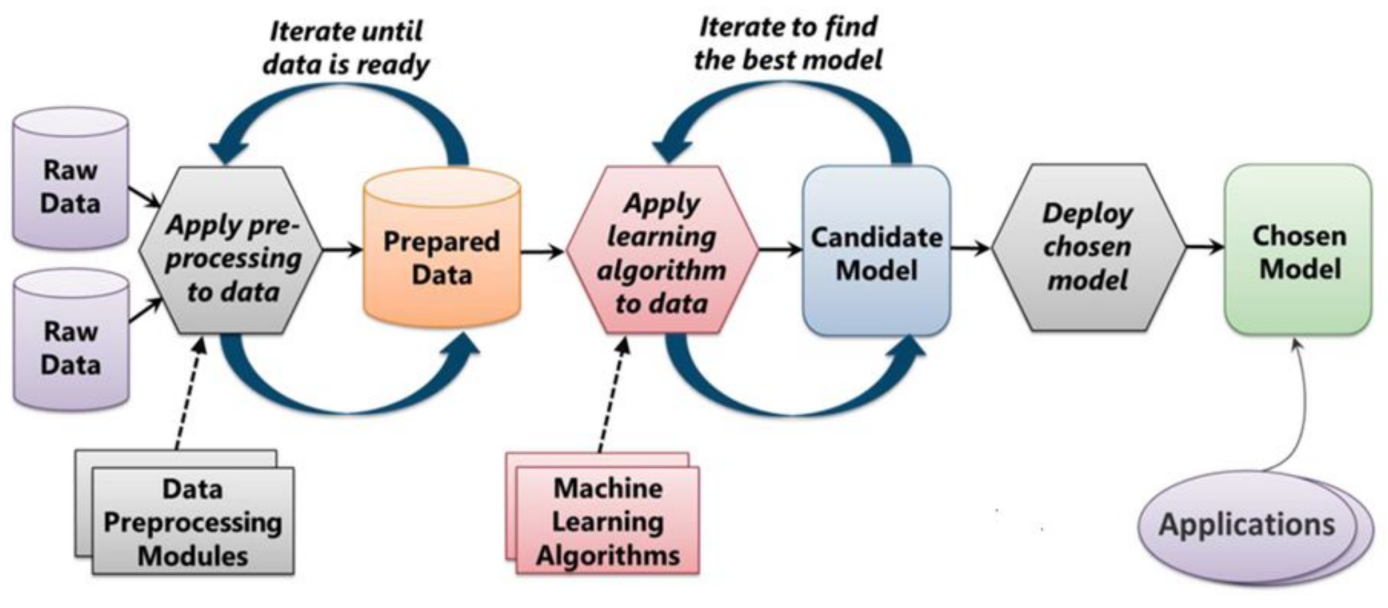 Iterate until
data is ready
Iterate to find
the best model
Raw
Data
Raw
Data
Apply pre-
processing
to data
Prepared
Data
Apply
learning
algorithm
to data
Candidate
Model
Deploy
chosen
model
Chosen
Model
Data
Preprocessing
Modules
Machine
Learning
Algorithms
Applications